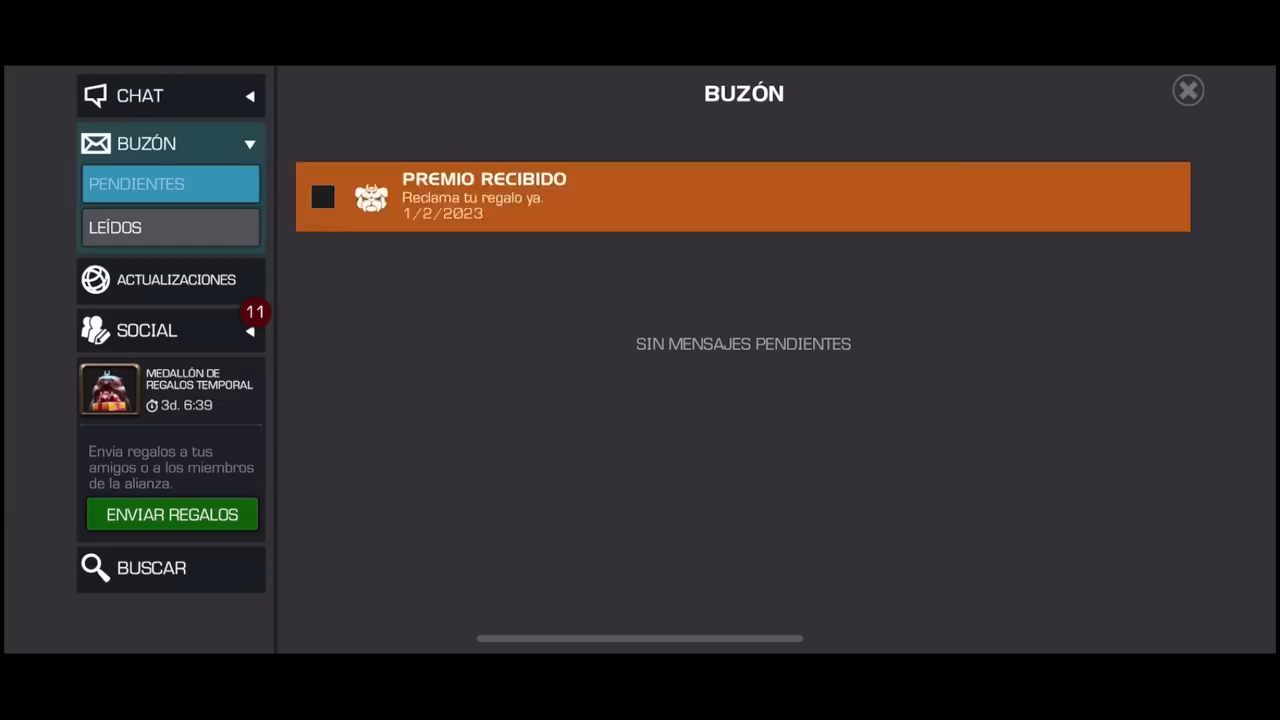 CHAT
BUZÓN
PENDIENTES
LEÍDOS
ACTUALIZACIONES
11
SOCIAL
MEDALLÓN DE
REGALOS TEMPORAL
3d. 6:39
Envia regalos a tus
amigos o a los miembros
de la alianza.
ENVIAR REGALOS
BUSCAR
BUZÓN
PREMIO RECIBIDO
Reclama tu regalo ya.
1/2/2023
SIN MENSAJES PENDIENTES